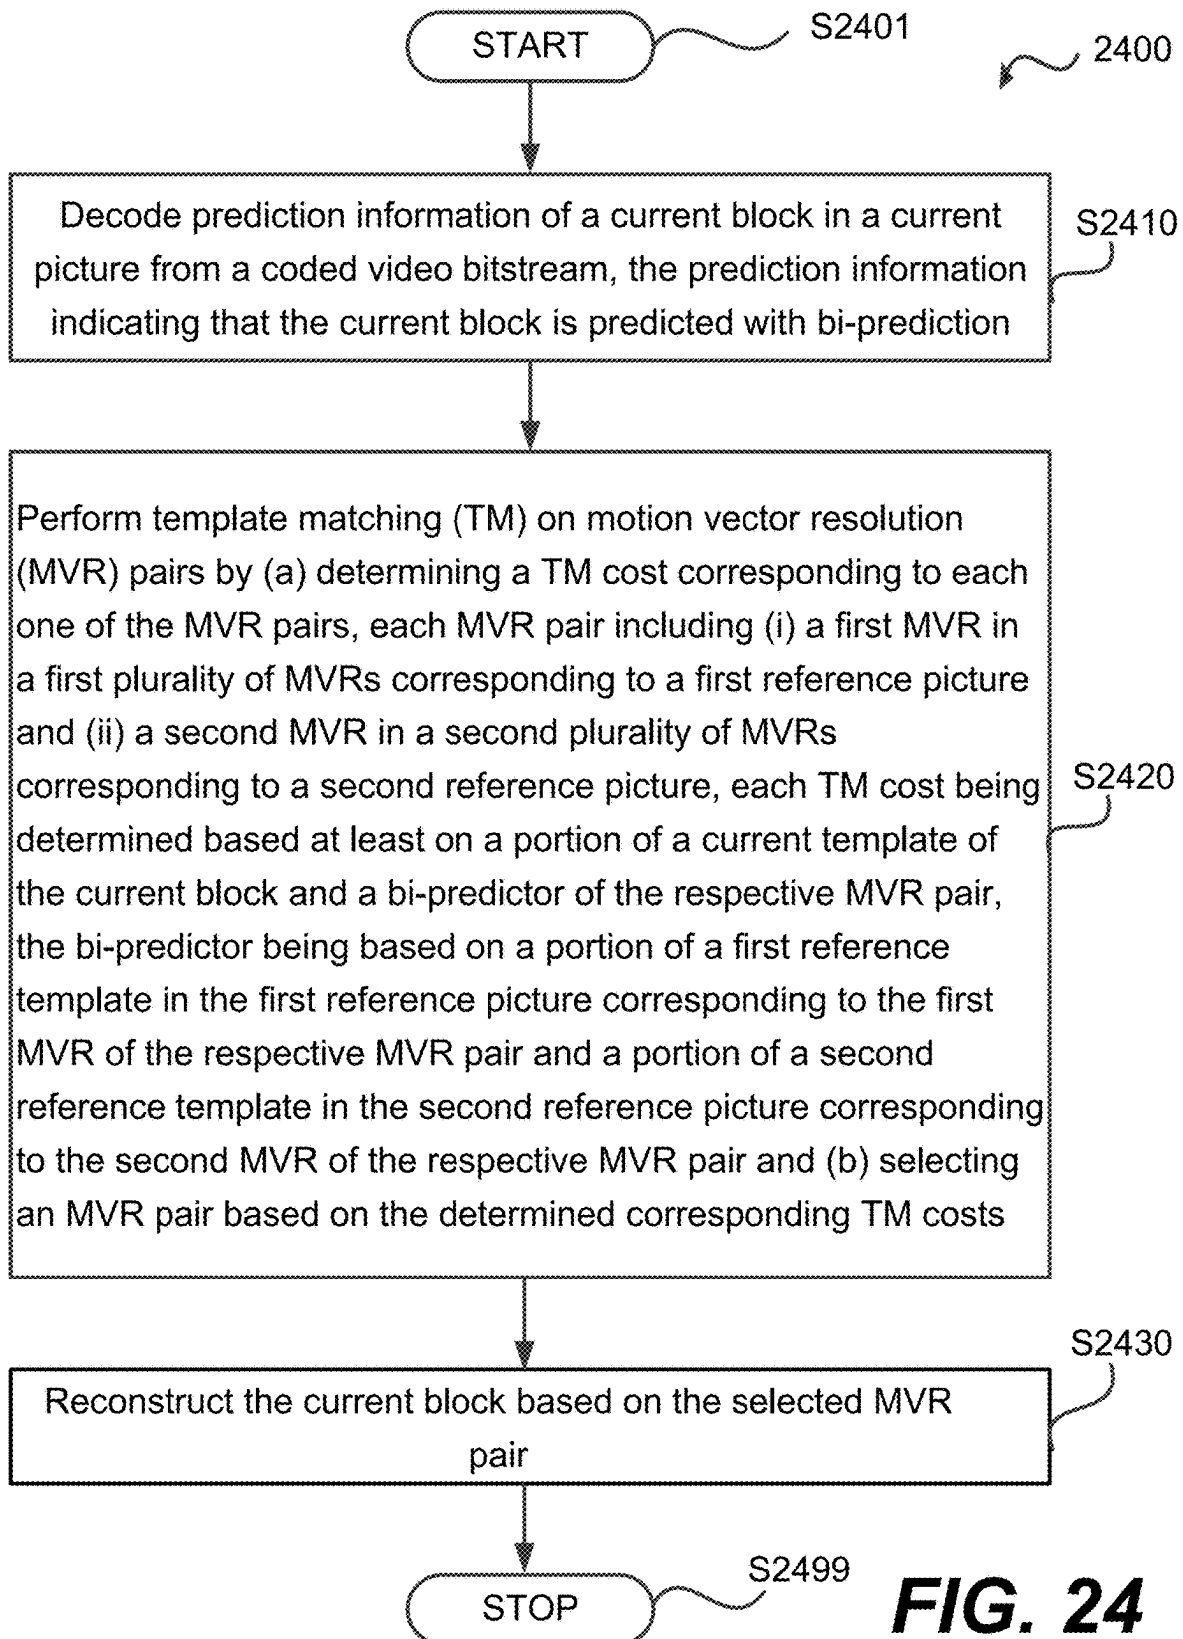 START
S2401
2400
Decode prediction information of a current block in a current
picture from a coded video bitstream, the prediction information
indicating that the current block is predicted with bi-prediction
S2410
Perform template matching (TM) on motion vector resolution
(MVR) pairs by (a) determining a TM cost corresponding to each
one of the MVR pairs, each MVR pair including (i) a first MVR in
a first plurality of MVRs corresponding to a first reference picture
and (ii) a second MVR in a second plurality of MVRs
corresponding to a second reference picture, each TM cost being
determined based at least on a portion of a current template of
the current block and a bi-predictor of the respective MVR pair,
the bi-predictor being based on a portion of a first reference
template in the first reference picture corresponding to the first
MVR of the respective MVR pair and a portion of a second
reference template in the second reference picture corresponding
to the second MVR of the respective MVR pair and (b) selecting
an MVR pair based on the determined corresponding TM costs
S2420
Reconstruct the current block based on the selected MVR
pair
S2430
STOP
S2499
FIG. 24